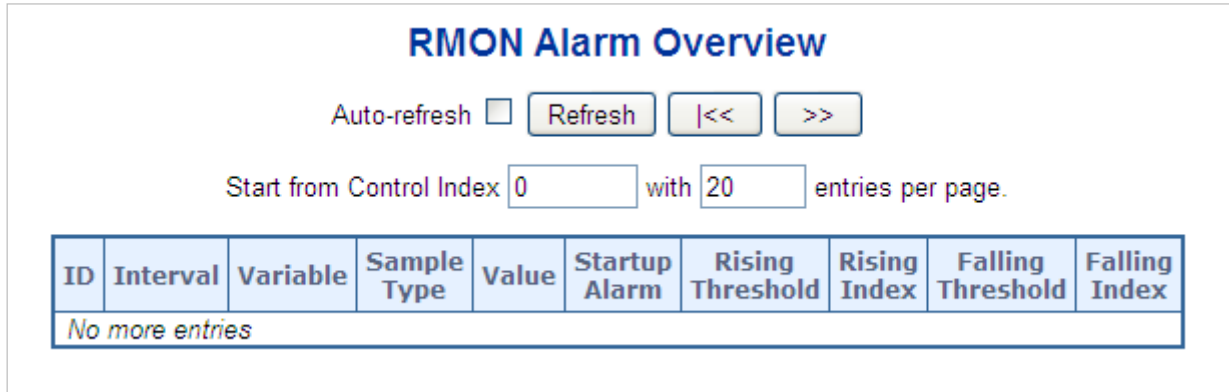 RMON Alarm Overview
Auto-refresh Refresh |<< >>
Start from Control Index 0 with 20 entries per page.
ID Interval Variable Sample Type Value Startup Alarm Rising Threshold Rising Index Falling Threshold Falling Index
No more entries